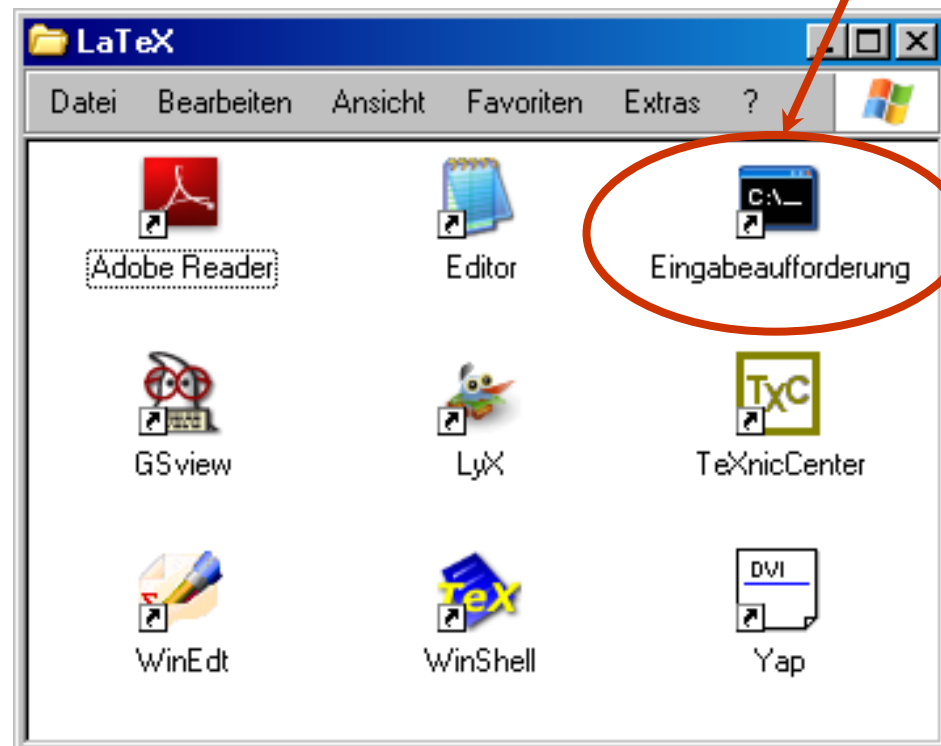 LaTeX
Datei Bearbeiten Ansicht Favoriten Extras ?
C:\_
Adobe Reader Editor Eingabeaufforderung
TXC
GSview LyX TeXnicCenter
TeX DVI
WinEdt WinShell Yap